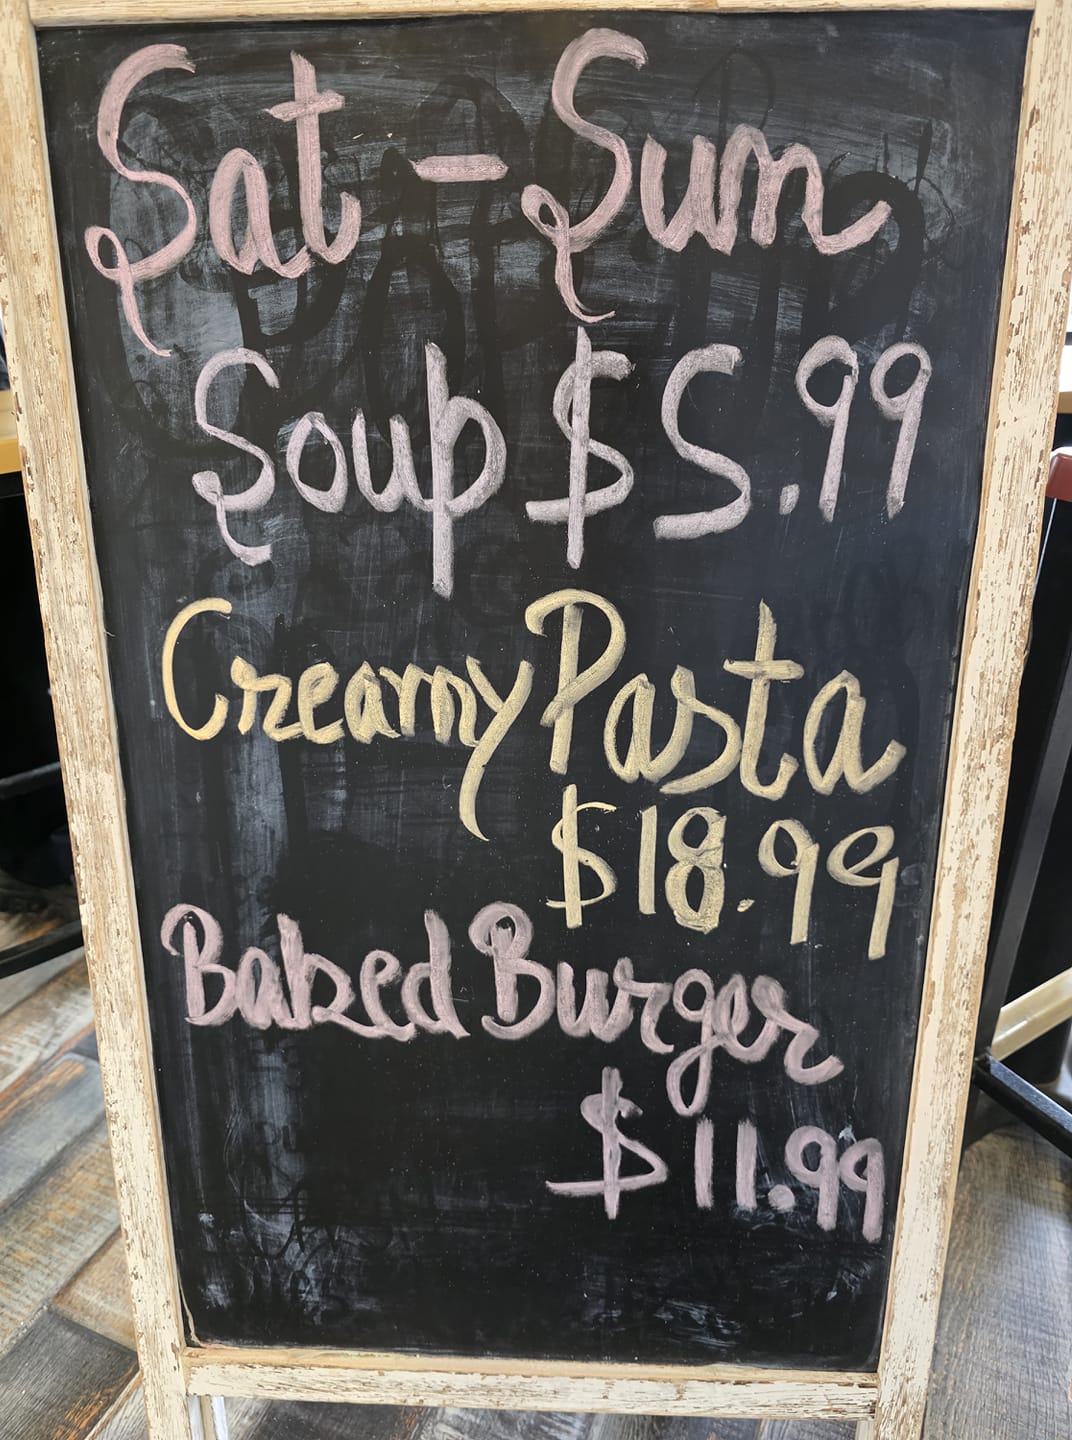 Sat - Sun
Soup $5.99
Creamy Pasta
$18.99
Baked Burger
$11.99